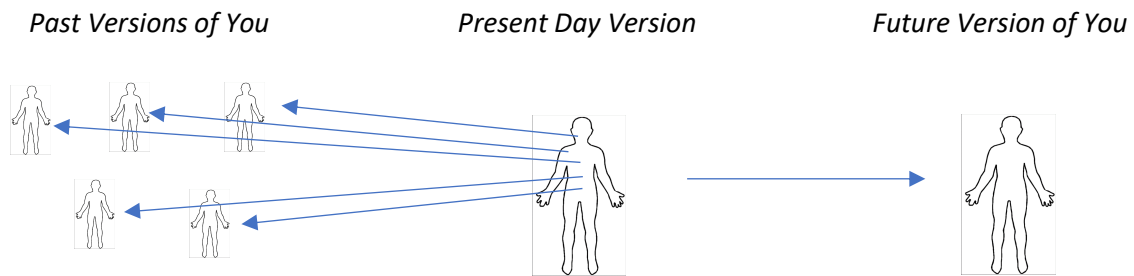 Past Versions of You
Present Day Version
Future Version of You